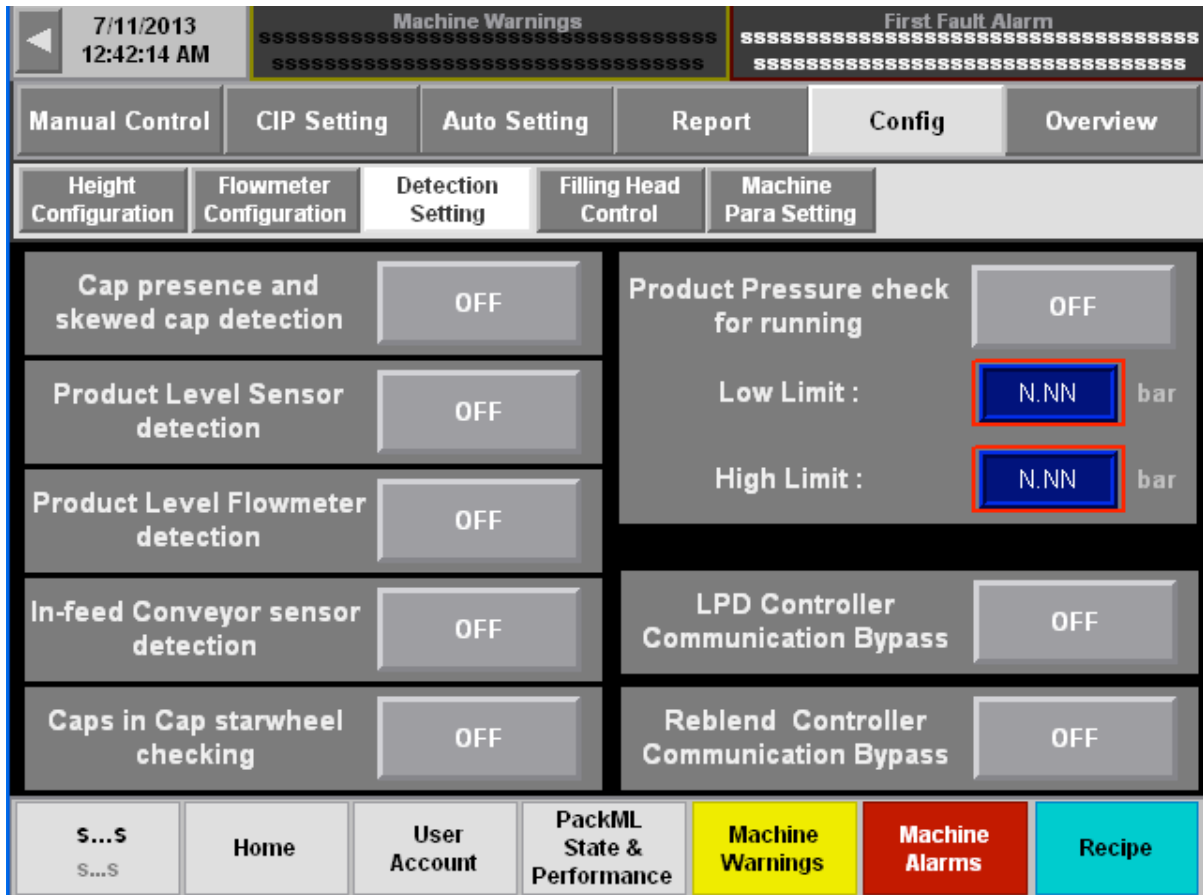 7/11/2013
12:42:14 AM
Machine Warnings
sssssssssssssssssssssssssssssssssss
sssssssssssssssssssssssssssssssss
First Fault Alarm
sssssssssssssssssssssssssssssssssss
sssssssssssssssssssssssssssssssss
Manual Control
CIP Setting
Auto Setting
Report
Config
Overview
Height
Configuration
Flowmeter
Configuration
Detection
Setting
Filling Head
Control
Machine
Para Setting
Cap presence and
skewed cap detection
OFF
Product Level Sensor
detection
OFF
Product Level Flowmeter
detection
OFF
In-feed Conveyor sensor
detection
OFF
Caps in Cap starwheel
checking
OFF
Product Pressure check
for running
OFF
Low Limit :
N.NN
bar
High Limit :
N.NN
bar
LPD Controller
Communication Bypass
OFF
Reblend Controller
Communication Bypass
OFF
s...s
s...s
Home
User
Account
PackML
State &
Performance
Machine
Warnings
Machine
Alarms
Recipe